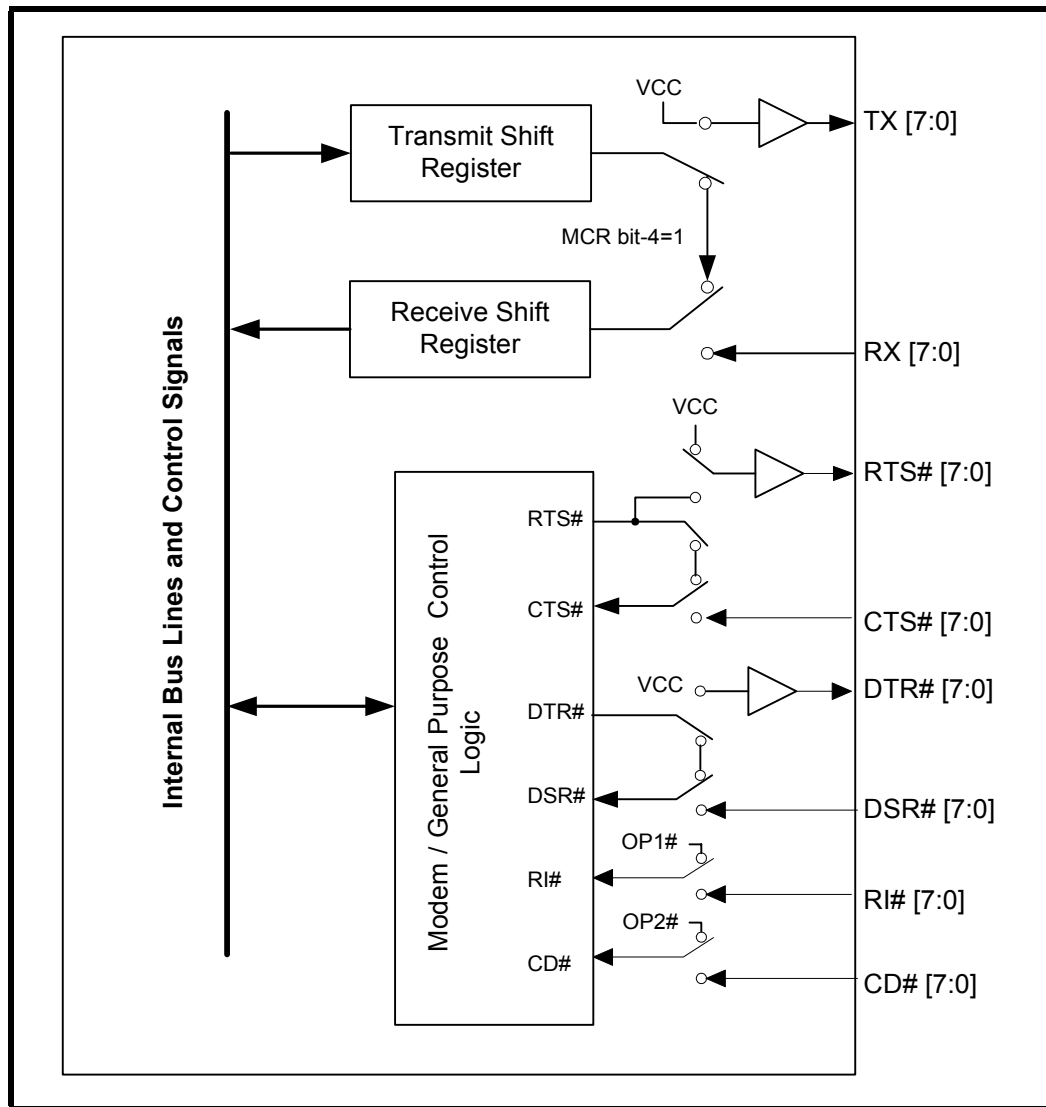 VCC
TX [7:0]
Transmit Shift
Register
MCR bit-4=1
Receive Shift
Register
RX [7:0]
Internal Bus Lines and Control Signals
VCC
RTS# [7:0]
Modem / General Purpose Control
Logic
RTS#
CTS#
CTS# [7:0]
VCC
DTR# [7:0]
DTR#
DSR#
DSR# [7:0]
OP1#
RI#
RI# [7:0]
OP2#
CD#
CD# [7:0]